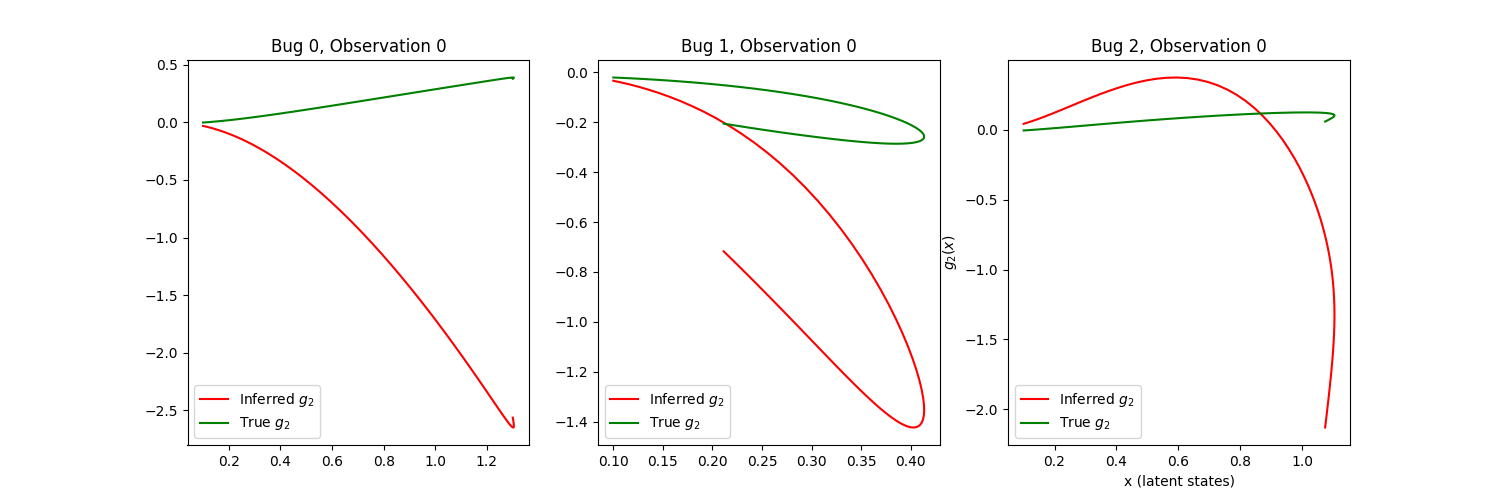 Bug 0, Observation 0
0.5
0.0
−0.5
−1.0
−1.5
−2.0
−2.5
0.2 0.4 0.6 0.8 1.0 1.2
Inferred g₂
True g₂
Bug 1, Observation 0
0.0
−0.2
−0.4
−0.6
−0.8
−1.0
−1.2
−1.4
0.10 0.15 0.20 0.25 0.30 0.35 0.40
Inferred g₂
True g₂
Bug 2, Observation 0
g₂(x)
0.0
−0.5
−1.0
−1.5
−2.0
0.2 0.4 0.6 0.8 1.0
x (latent states)
Inferred g₂
True g₂